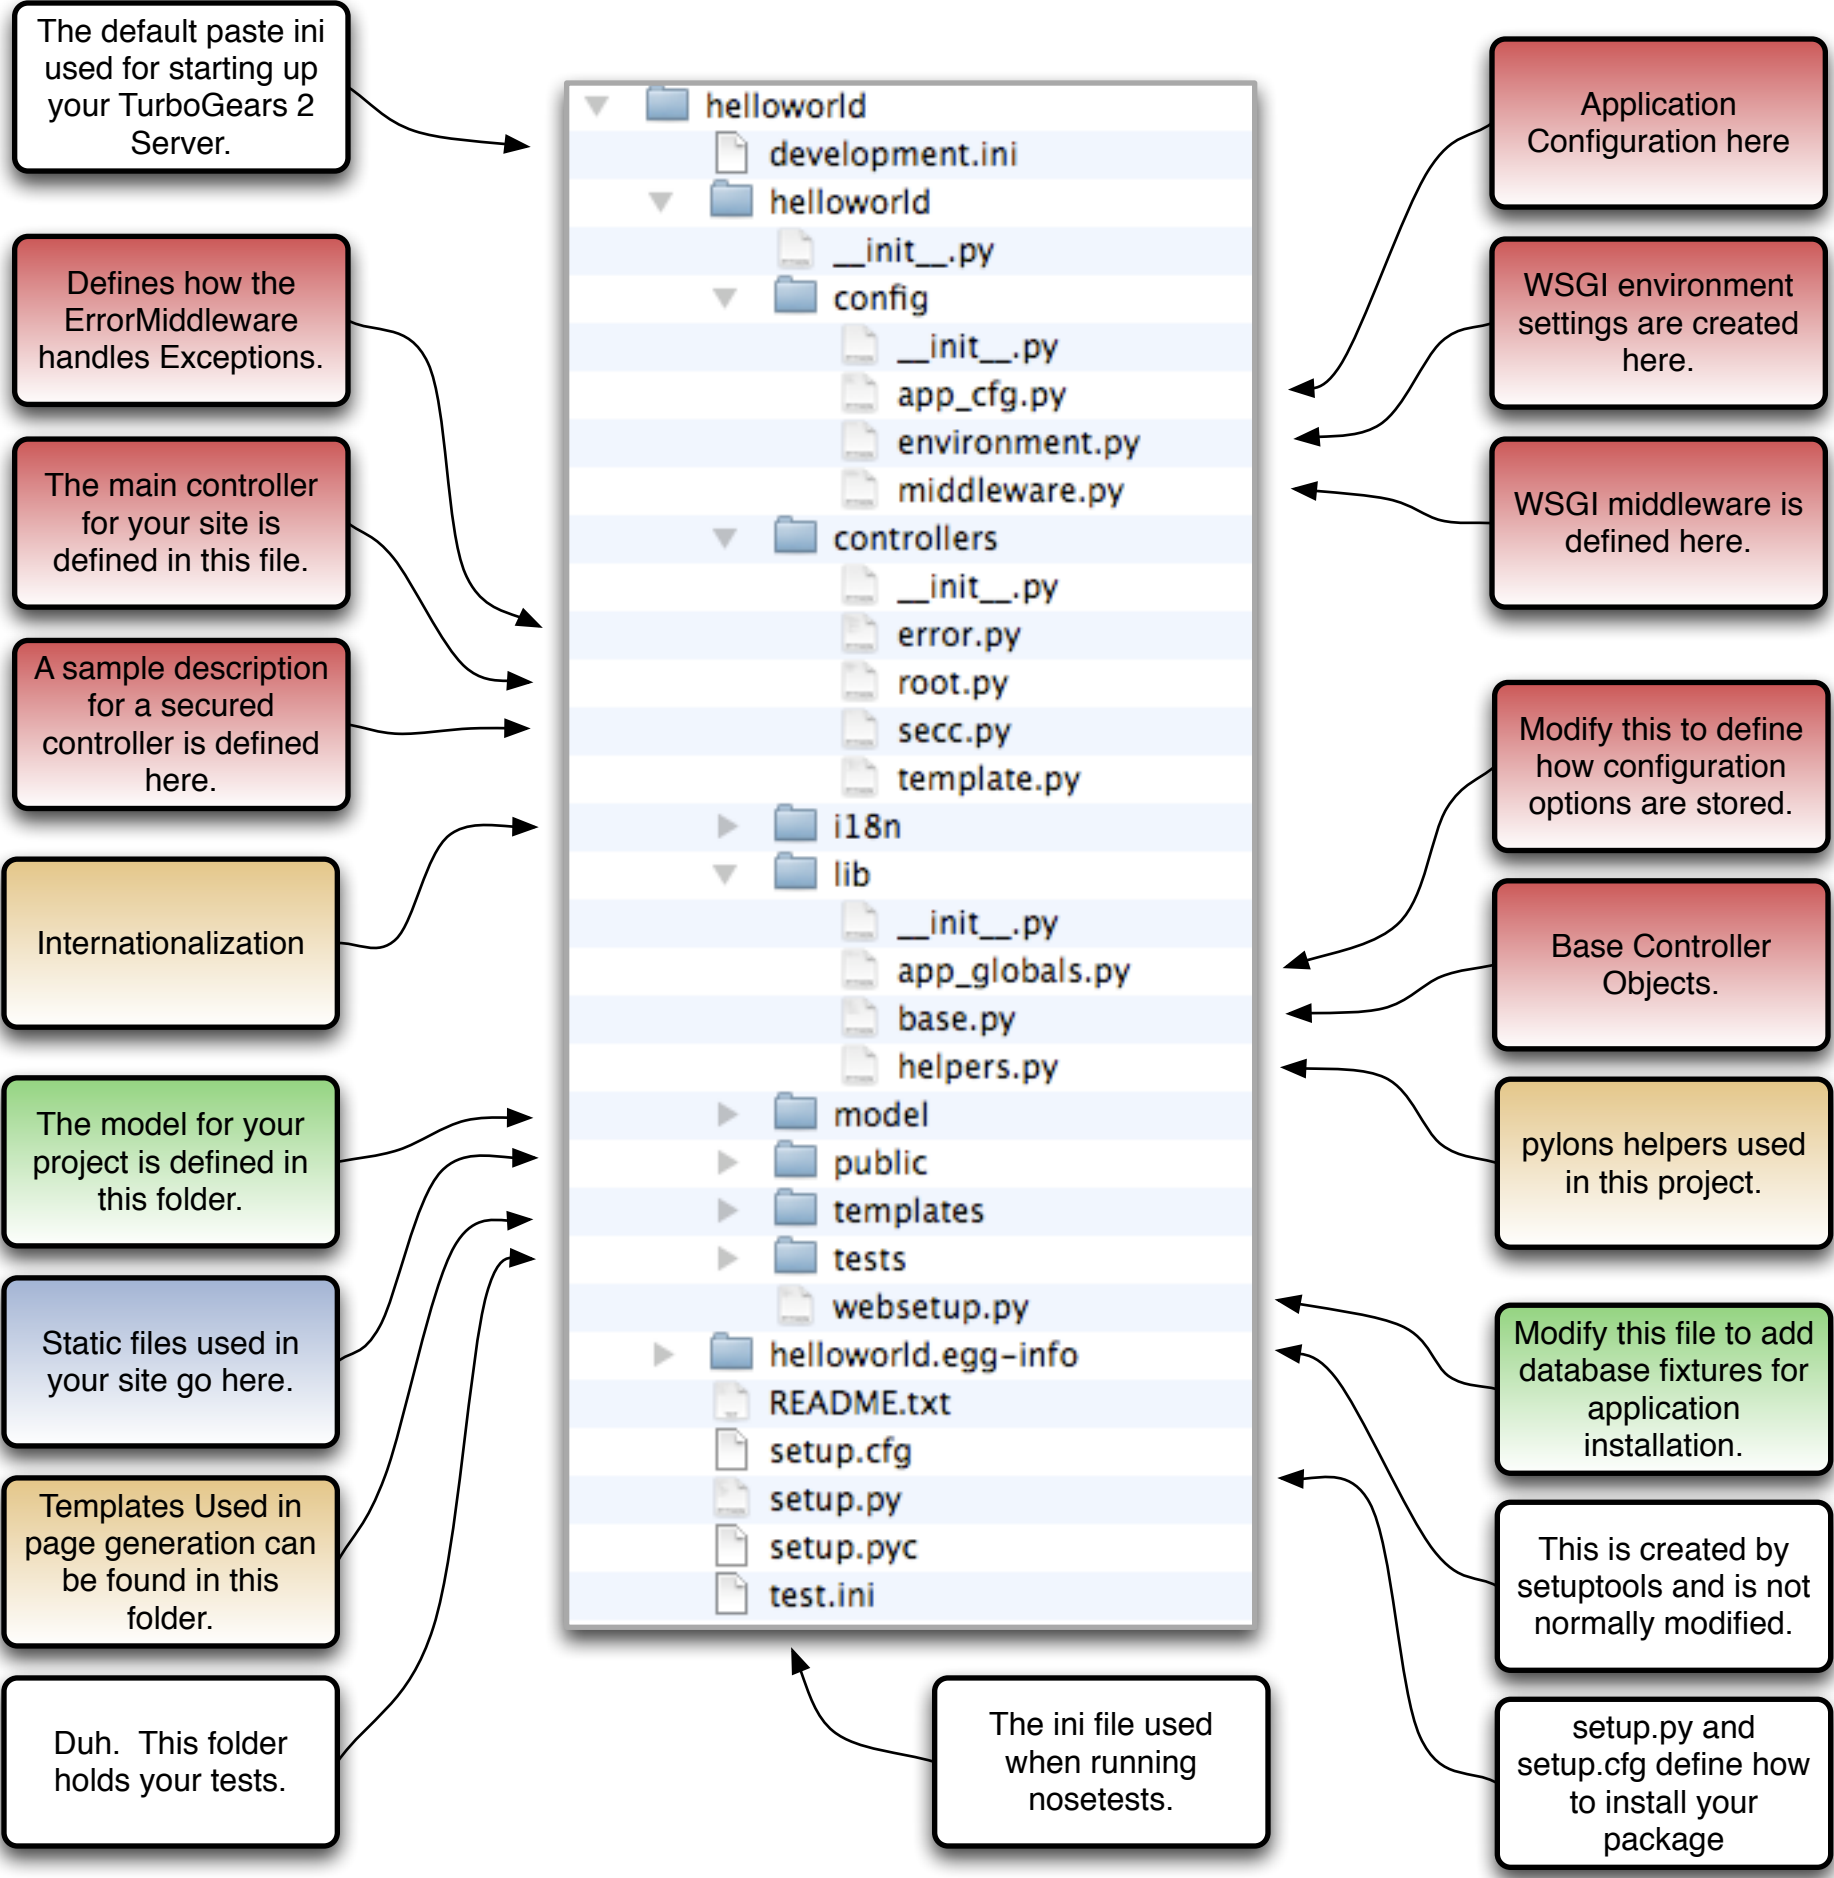 The default paste ini
used for starting up
your TurboGears 2
Server.
Defines how the
ErrorMiddleware
handles Exceptions.
The main controller
for your site is
defined in this file.
A sample description
for a secured
controller is defined
here.
Internationalization
The model for your
project is defined in
this folder.
Static files used in
your site go here.
Templates Used in
page generation can
be found in this
folder.
Duh.  This folder
holds your tests.
helloworld
development.ini
helloworld
__init__.py
config
__init__.py
app_cfg.py
environment.py
middleware.py
controllers
__init__.py
error.py
root.py
secc.py
template.py
i18n
lib
__init__.py
app_globals.py
base.py
helpers.py
model
public
templates
tests
websetup.py
helloworld.egg-info
README.txt
setup.cfg
setup.py
setup.pyc
test.ini
The ini file used
when running
nosetests.
Application
Configuration here
WSGI environment
settings are created
here.
WSGI middleware is
defined here.
Modify this to define
how configuration
options are stored.
Base Controller
Objects.
pylons helpers used
in this project.
Modify this file to add
database fixtures for
application
installation.
This is created by
setuptools and is not
normally modified.
setup.py and
setup.cfg define how
to install your
package